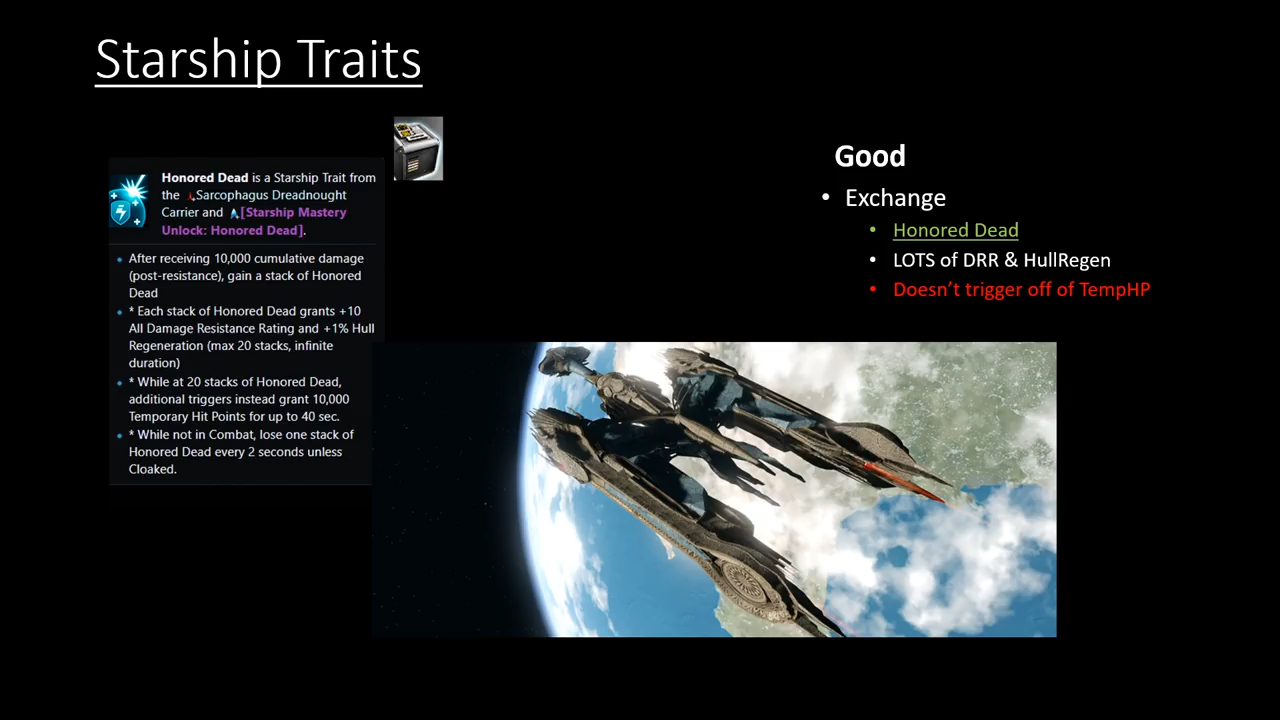 Starship Traits
Honored Dead is a Starship Trait from
the Sarcophagus Dreadnought
Carrier and [Starship Mastery
Unlock: Honored Dead].
After receiving 10,000 cumulative damage
(post-resistance), gain a stack of Honored
Dead
* Each stack of Honored Dead grants +10
All Damage Resistance Rating and +1% Hull
Regeneration (max 20 stacks, infinite
duration)
* While at 20 stacks of Honored Dead,
additional triggers instead grant 10,000
Temporary Hit Points for up to 40 sec.
* While not in Combat, lose one stack of
Honored Dead every 2 seconds unless
Cloaked.
Good
• Exchange
• Honored Dead
• LOTS of DRR & HullRegen
• Doesn’t trigger off of TempHP